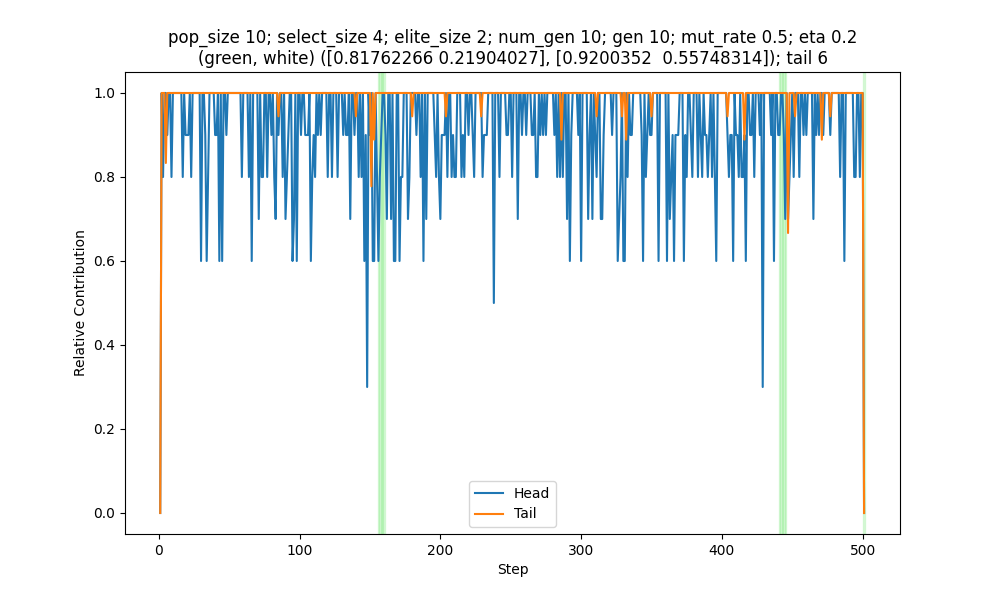 pop_size 10; select_size 4; elite_size 2; num_gen 10; gen 10; mut_rate 0.5; eta 0.2
(green, white) ([0.81762266 0.21904027], [0.9200352  0.55748314]); tail 6
1.0
0.8
0.6
0.4
0.2
0.0
Relative Contribution
Head
Tail
0 100 200 300 400 500
Step